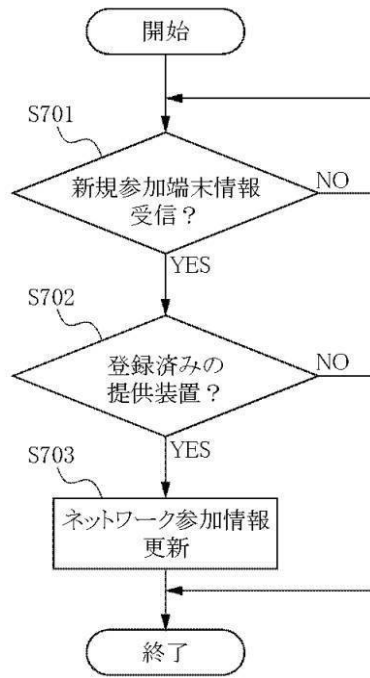 開始
S701
新規参加端末情報
受信？
NO
YES
S702
登録済みの
提供装置？
NO
YES
S703
ネットワーク参加情報
更新
終了